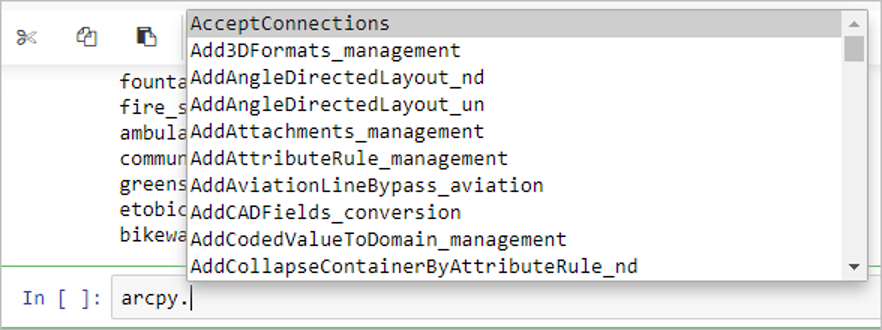 AcceptConnections
Add3DFormats_management
AddAngleDirectedLayout_nd
AddAngleDirectedLayout_un
AddAttachments_management
AddAttributeRule_management
AddAviationLineBypass_aviation
AddCADFields_conversion
AddCodedValueToDomain_management
AddCollapseContainerByAttributeRule_nd
founta
fire_s
ambula
commun
greens
etobic
bikewa
In [ ]: arcpy.